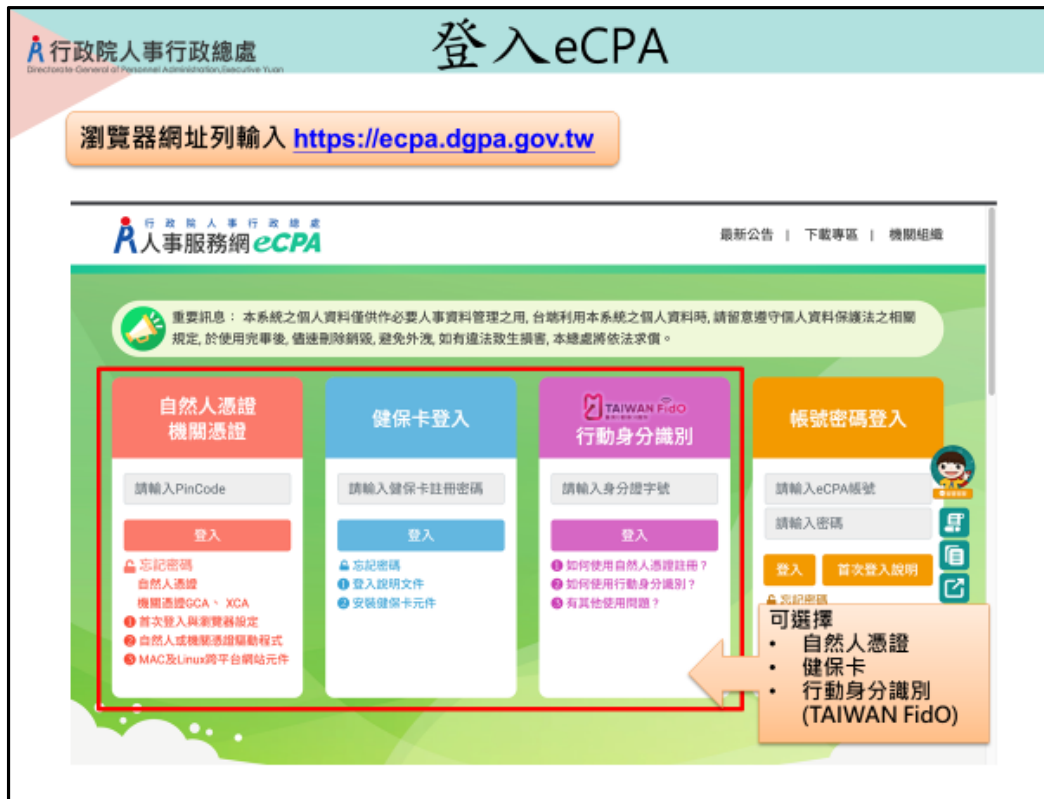 行政院人事行政總處
Directorate General of Personnel Administration, Executive Yuan
登入eCPA
瀏覽器網址列輸入 https://ecpa.dgpa.gov.tw
行政院人事行政總處
人事服務網eCPA
最新公告 | 下載專區 | 機關組織
重要訊息： 本系統之個人資料僅供作必要人事資料管理之用, 台端利用本系統之個人資料時, 請留意遵守個人資料保護法之相關
規定, 於使用完畢後, 儘速刪除銷毀, 避免外洩, 如有違法致生損害, 本總處將依法求償。
自然人憑證
機關憑證
請輸入PinCode
登入
忘記密碼
自然人憑證
機關憑證GCA、 XCA
❶ 首次登入與瀏覽器設定
❷ 自然人或機關憑證驅動程式
❸ MAC及Linux跨平台網站元件
健保卡登入
請輸入健保卡註冊密碼
登入
忘記密碼
❶ 登入說明文件
❷ 安裝健保卡元件
TAIWAN FidO
行動身分識別
請輸入身分證字號
登入
❶ 如何使用自然人憑證註冊？
❷ 如何使用行動身分識別？
❸ 有其他使用問題？
帳號密碼登入
請輸入eCPA帳號
請輸入密碼
登入
首次登入說明
忘記密碼
可選擇
• 自然人憑證
• 健保卡
• 行動身分識別
(TAIWAN FidO)